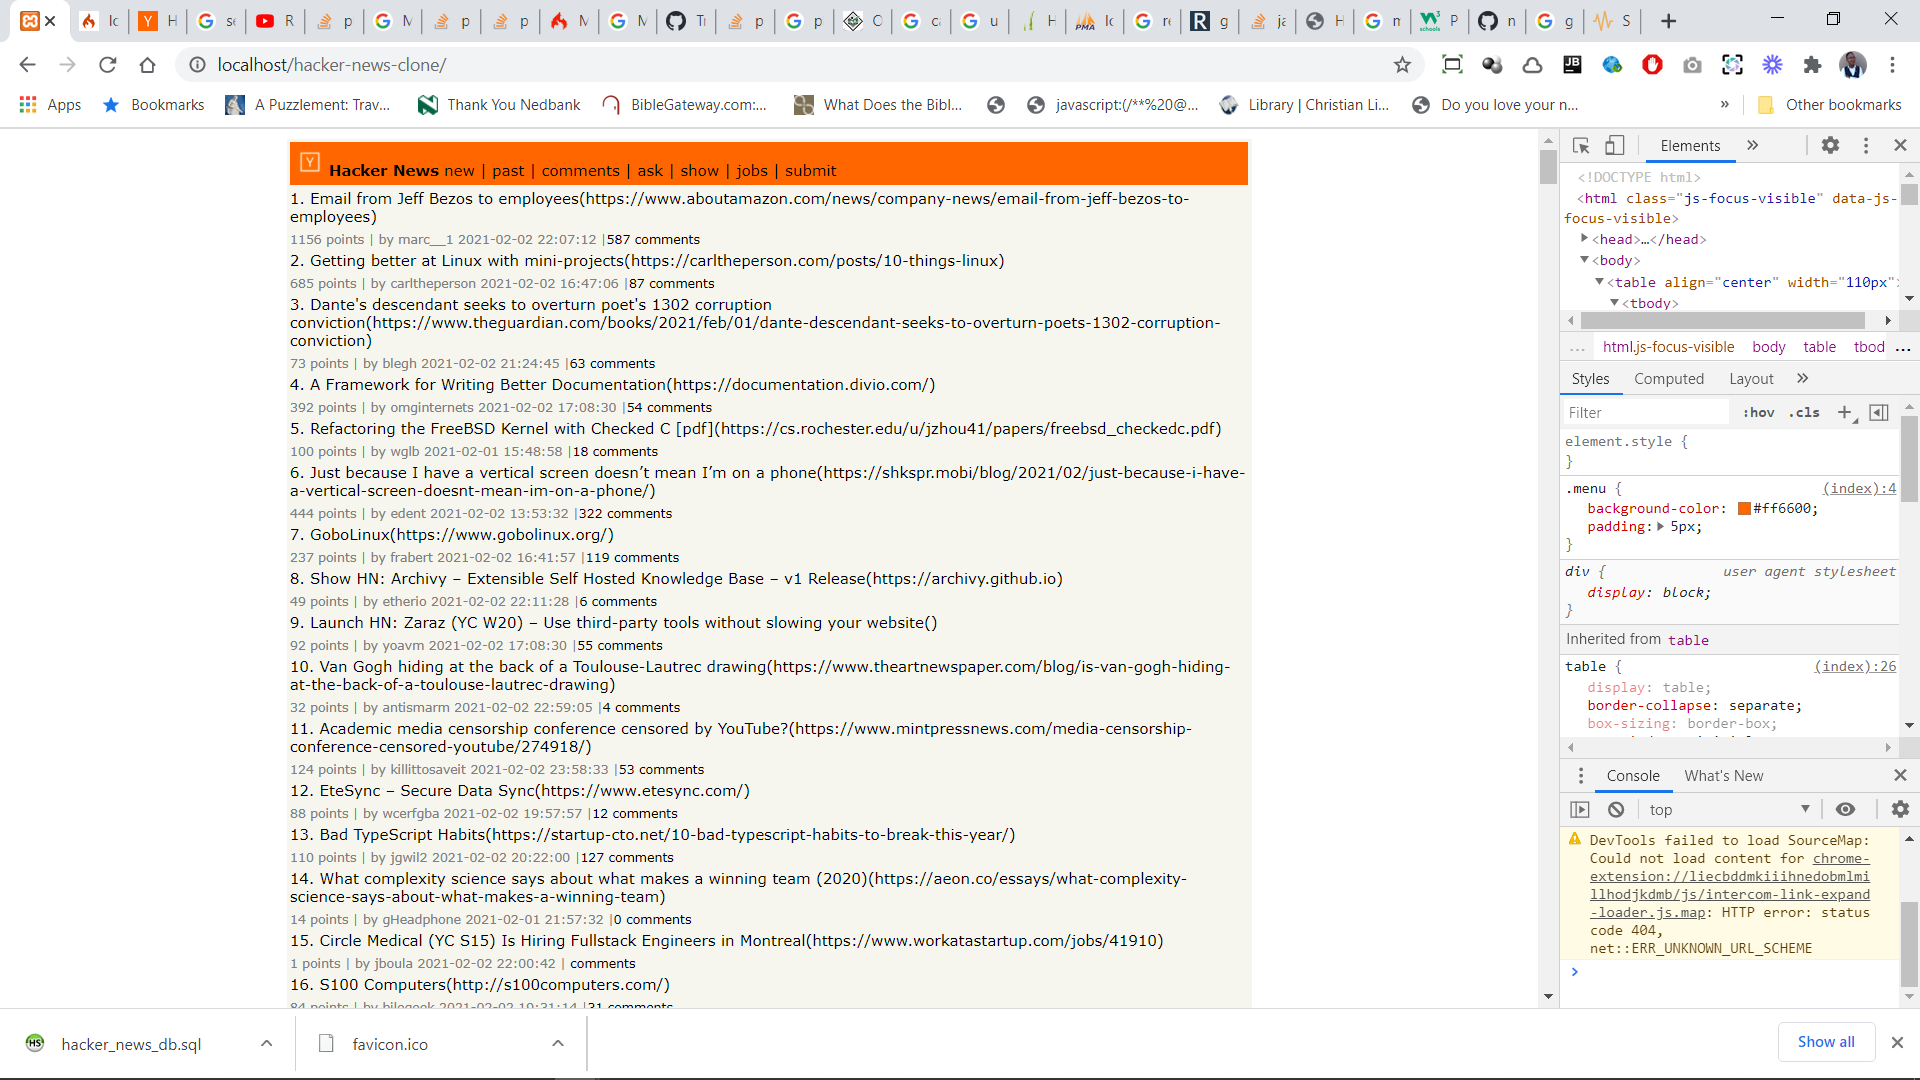 Ic
H
se
R
p
M
p
p
M
M
Tr
p
p
C
ca
u
H
Ic
re
g
ja
H
m
P
n
g
S
localhost/hacker-news-clone/
Apps
Bookmarks
A Puzzlement: Trav...
Thank You Nedbank
BibleGateway.com:...
What Does the Bibl...
javascript:(/**%20@...
Library | Christian Li...
Do you love your n...
»
Other bookmarks
Y Hacker News new | past | comments | ask | show | jobs | submit
1. Email from Jeff Bezos to employees(https://www.aboutamazon.com/news/company-news/email-from-jeff-bezos-to-
employees)
1156 points | by marc__1 2021-02-02 22:07:12 |587 comments
2. Getting better at Linux with mini-projects(https://carltheperson.com/posts/10-things-linux)
685 points | by carltheperson 2021-02-02 16:47:06 |87 comments
3. Dante's descendant seeks to overturn poet's 1302 corruption
conviction(https://www.theguardian.com/books/2021/feb/01/dante-descendant-seeks-to-overturn-poets-1302-corruption-
conviction)
73 points | by blegh 2021-02-02 21:24:45 |63 comments
4. A Framework for Writing Better Documentation(https://documentation.divio.com/)
392 points | by omginternets 2021-02-02 17:08:30 |54 comments
5. Refactoring the FreeBSD Kernel with Checked C [pdf](https://cs.rochester.edu/u/jzhou41/papers/freebsd_checkedc.pdf)
100 points | by wglb 2021-02-01 15:48:58 |18 comments
6. Just because I have a vertical screen doesn’t mean I’m on a phone(https://shkspr.mobi/blog/2021/02/just-because-i-have-
a-vertical-screen-doesnt-mean-im-on-a-phone/)
444 points | by edent 2021-02-02 13:53:32 |322 comments
7. GoboLinux(https://www.gobolinux.org/)
237 points | by frabert 2021-02-02 16:41:57 |119 comments
8. Show HN: Archivy – Extensible Self Hosted Knowledge Base – v1 Release(https://archivy.github.io)
49 points | by etherio 2021-02-02 22:11:28 |6 comments
9. Launch HN: Zaraz (YC W20) – Use third-party tools without slowing your website()
92 points | by yoavm 2021-02-02 17:08:30 |55 comments
10. Van Gogh hiding at the back of a Toulouse-Lautrec drawing(https://www.theartnewspaper.com/blog/is-van-gogh-hiding-
at-the-back-of-a-toulouse-lautrec-drawing)
32 points | by antismarm 2021-02-02 22:59:05 |4 comments
11. Academic media censorship conference censored by YouTube?(https://www.mintpressnews.com/media-censorship-
conference-censored-youtube/274918/)
124 points | by killittosaveit 2021-02-02 23:58:33 |53 comments
12. EteSync – Secure Data Sync(https://www.etesync.com/)
88 points | by wcerfgba 2021-02-02 19:57:57 |12 comments
13. Bad TypeScript Habits(https://startup-cto.net/10-bad-typescript-habits-to-break-this-year/)
110 points | by jgwil2 2021-02-02 20:22:00 |127 comments
14. What complexity science says about what makes a winning team (2020)(https://aeon.co/essays/what-complexity-
science-says-about-what-makes-a-winning-team)
14 points | by gHeadphone 2021-02-01 21:57:32 |0 comments
15. Circle Medical (YC S15) Is Hiring Fullstack Engineers in Montreal(https://www.workatastartup.com/jobs/41910)
1 points | by jboula 2021-02-02 22:00:42 | comments
16. S100 Computers(http://s100computers.com/)
Elements »
<!DOCTYPE html>
<html class="js-focus-visible" data-js-
focus-visible>
<head>…</head>
<body>
<table align="center" width="110px"
<tbody>
... html.js-focus-visible body table tbod ...
Styles Computed Layout »
Filter :hov .cls +
element.style {
}
.menu { (index):4
background-color: #ff6600;
padding: 5px;
}
div { user agent stylesheet
display: block;
}
Inherited from table
table { (index):26
display: table;
border-collapse: separate;
box-sizing: border-box;
Console What's New
top
DevTools failed to load SourceMap:
Could not load content for chrome-
extension://liecbddmkiiihnedobmlmi
llhodjkdmb/js/intercom-link-expand
-loader.js.map: HTTP error: status
code 404,
net::ERR_UNKNOWN_URL_SCHEME
hacker_news_db.sql
favicon.ico
Show all